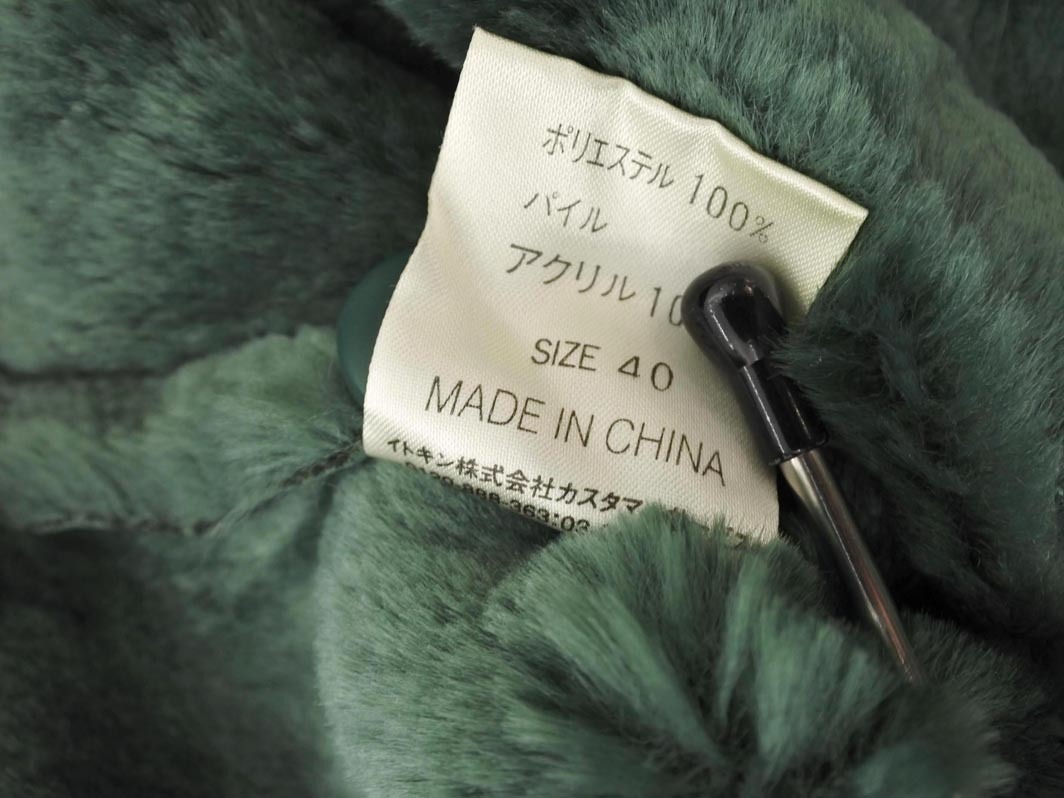 ポリエステル 100%
パイル
アクリル 10
SIZE 40
MADE IN CHINA
イトキン株式会社カスタマ